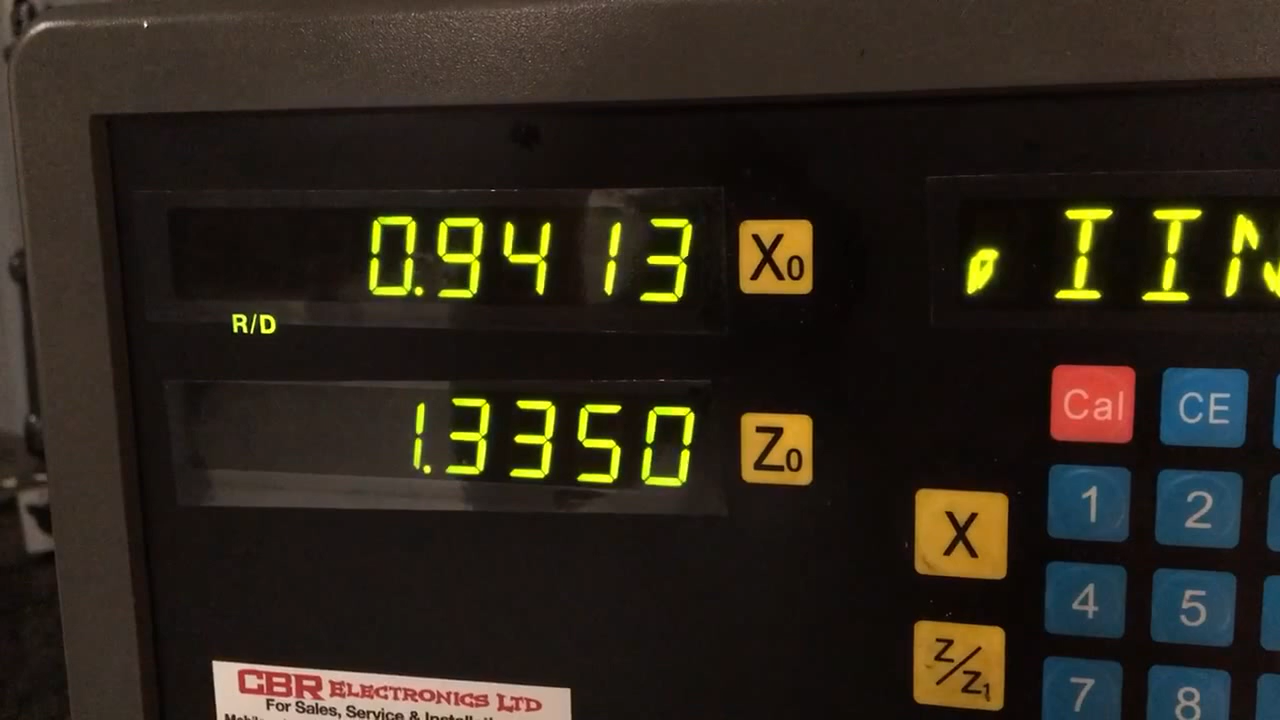 0.9413
X0
R/D
1.3350
Z0
IIN
Cal CE
X
1 2
4 5
Z/Z1
7 8
CBR ELECTRONICS LTD
For Sales, Service &